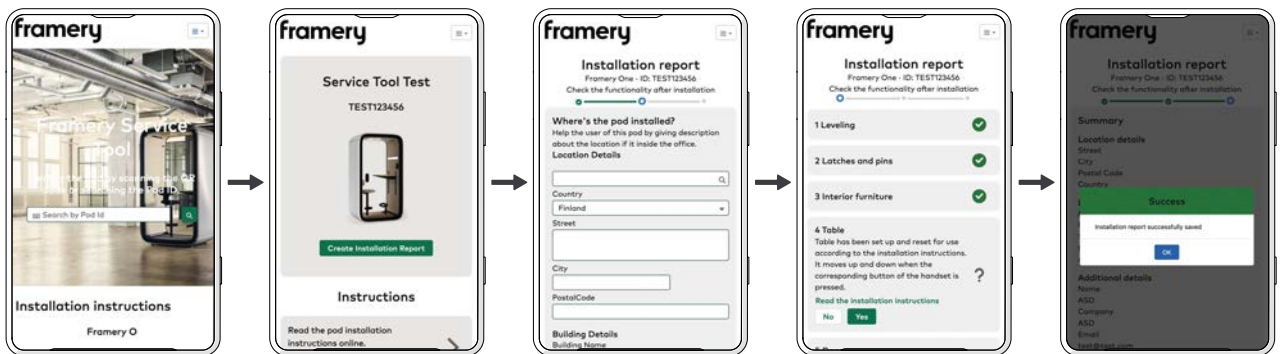 framery
Framery Service
Tool
Search by Pod Id
Installation instructions
Framery O
framery
Service Tool Test
TEST123456
Create Installation Report
Instructions
Read the pod installation
instructions online.
framery
Installation report
Framery One - ID: TEST123456
Check the functionality after installation
Where's the pod installed?
Help the user of this pod by giving description
about the location if it inside the office.
Location Details
Country
Finland
Street
City
PostalCode
Building Details
Building Name
framery
Installation report
Framery One - ID: TEST123456
Check the functionality after installation
1 Leveling
2 Latches and pins
3 Interior furniture
4 Table
Table has been set up and reset for use
according to the installation instructions.
It moves up and down when the
corresponding button of the handset is
pressed.
?
Read the installation instructions
No Yes
framery
Installation report
Framery One - ID: TEST123456
Check the functionality after installation
Summary
Location details
Street
City
Postal Code
Country
Success
Installation report successfully saved
OK
Additional details
Name
ASD
Company
ASD
Email